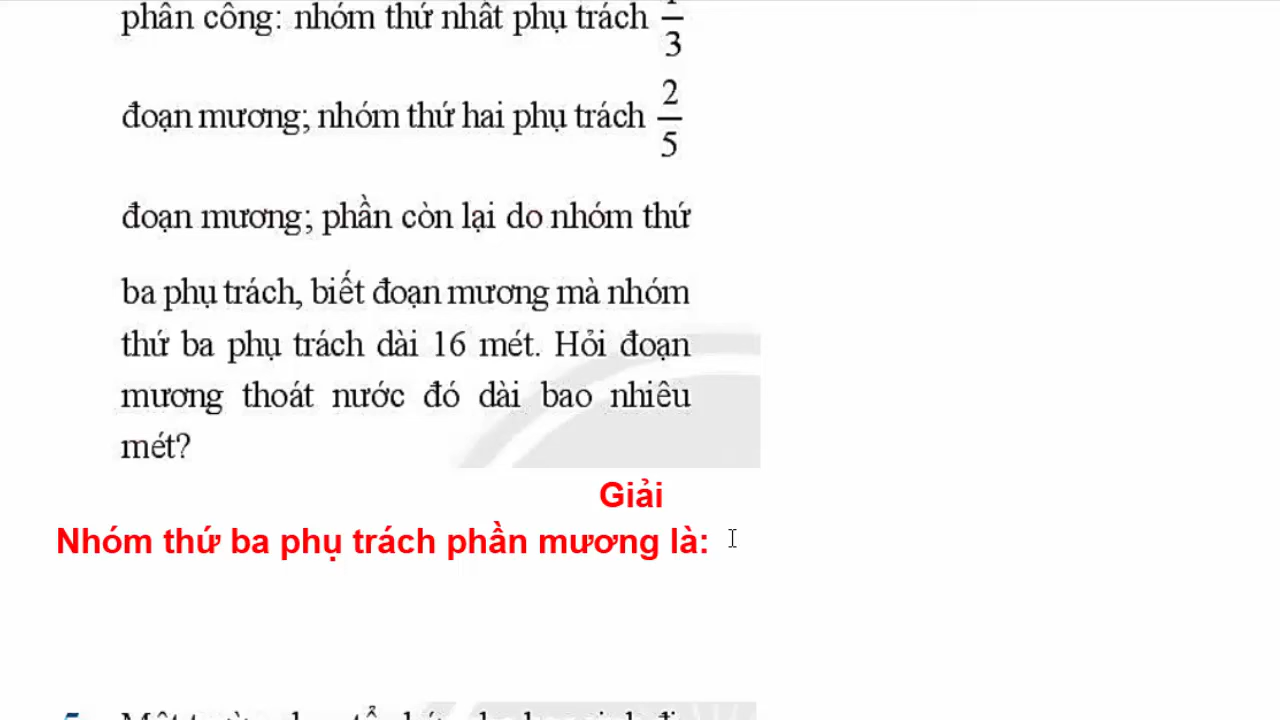 phân công: nhóm thứ nhất phụ trách 1/3
đoạn mương; nhóm thứ hai phụ trách 2/5
đoạn mương; phần còn lại do nhóm thứ
ba phụ trách, biết đoạn mương mà nhóm
thứ ba phụ trách dài 16 mét. Hỏi đoạn
mương thoát nước đó dài bao nhiêu
mét?
Giải
Nhóm thứ ba phụ trách phần mương là: